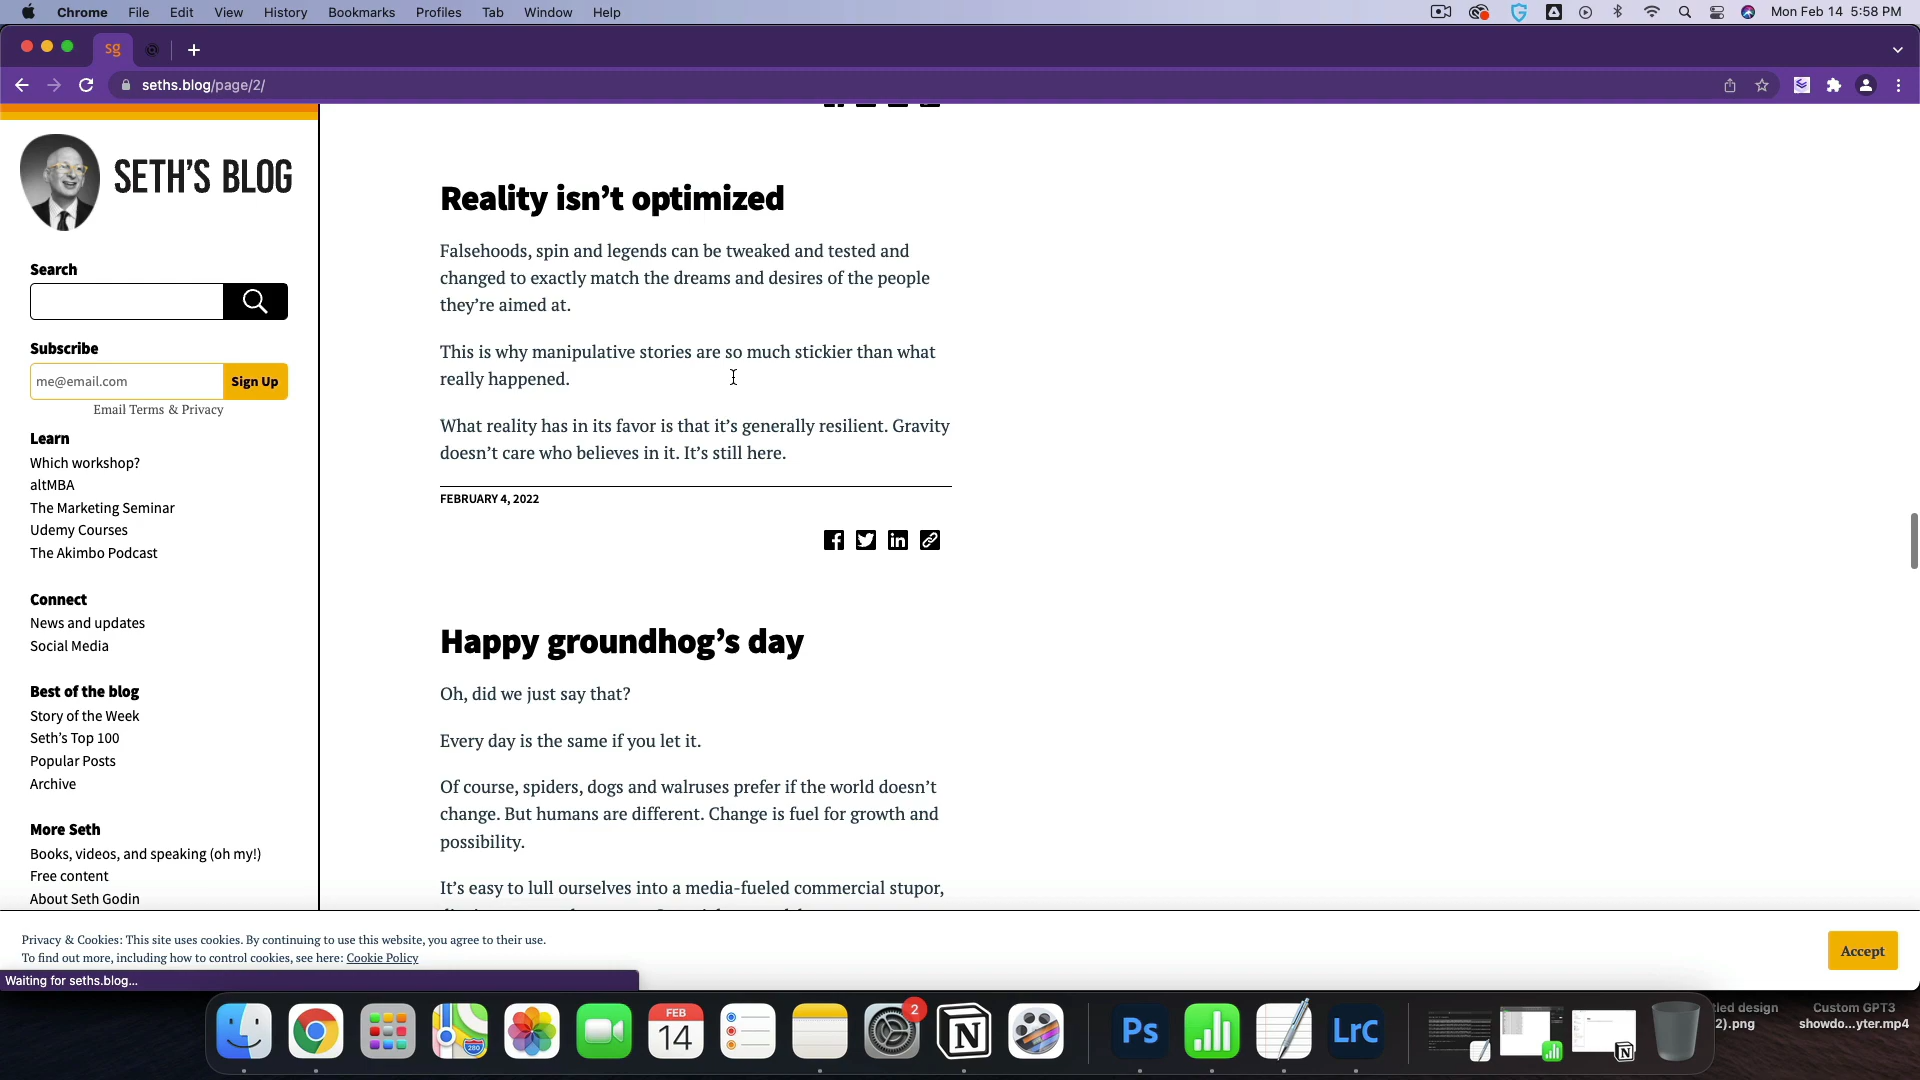 Chrome File Edit View History Bookmarks Profiles Tab Window Help Mon Feb 14 5:58 PM
sg
seths.blog/page/2/
SETH'S BLOG
Search
Subscribe
me@email.com Sign Up
Email Terms & Privacy
Learn
Which workshop?
altMBA
The Marketing Seminar
Udemy Courses
The Akimbo Podcast
Connect
News and updates
Social Media
Best of the blog
Story of the Week
Seth's Top 100
Popular Posts
Archive
More Seth
Books, videos, and speaking (oh my!)
Free content
About Seth Godin
Reality isn't optimized
Falsehoods, spin and legends can be tweaked and tested and
changed to exactly match the dreams and desires of the people
they're aimed at.
This is why manipulative stories are so much stickier than what
really happened.
What reality has in its favor is that it's generally resilient. Gravity
doesn't care who believes in it. It's still here.
FEBRUARY 4, 2022
Happy groundhog's day
Oh, did we just say that?
Every day is the same if you let it.
Of course, spiders, dogs and walruses prefer if the world doesn't
change. But humans are different. Change is fuel for growth and
possibility.
It's easy to lull ourselves into a media-fueled commercial stupor,
Privacy & Cookies: This site uses cookies. By continuing to use this website, you agree to their use.
To find out more, including how to control cookies, see here: Cookie Policy
Accept
Waiting for seths.blog...
FEB
14
280
2
Ps
LrC
tled design
2).png
Custom GPT3
showdo...yter.mp4